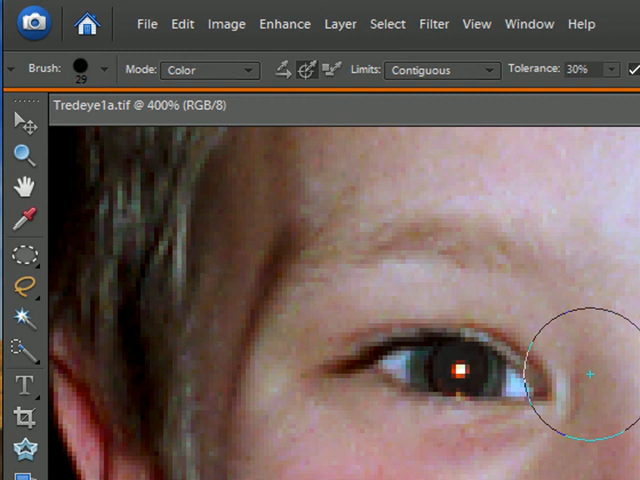 File Edit Image Enhance Layer Select Filter View Window Help
Brush: 29 Mode: Color Limits: Contiguous Tolerance: 30%
Tredeye1a.tif @ 400% (RGB/8)
T